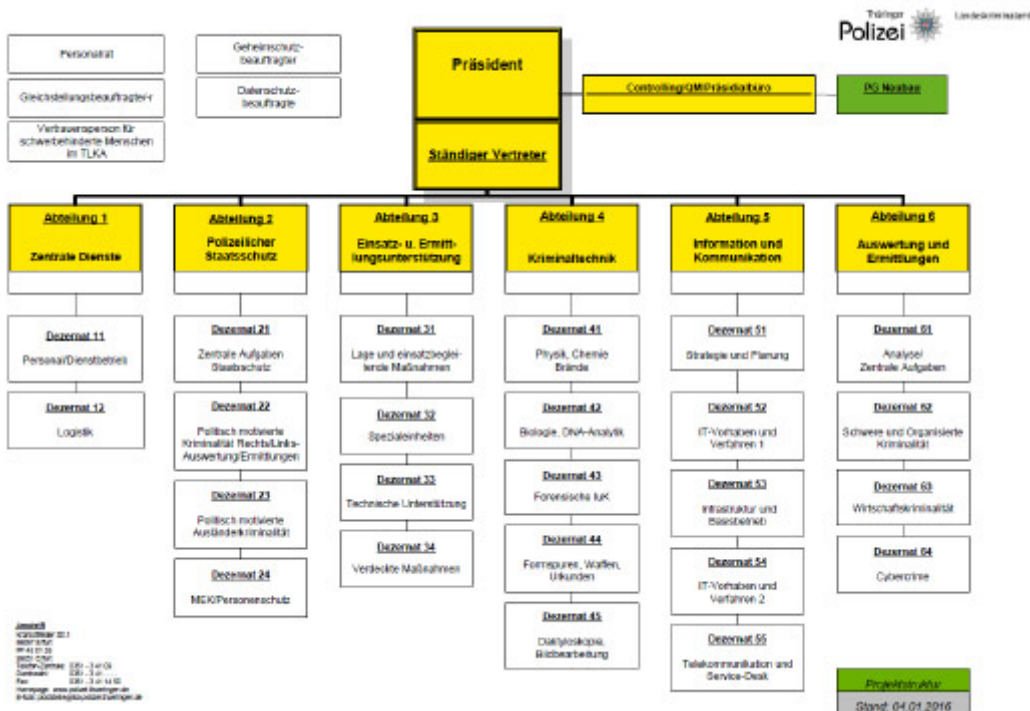 Thüringer
Polizei
Landeskriminalamt
Personalrat
Gleichstellungsbeauftragte/-r
Vertrauensperson für
schwerbehinderte Menschen
im TLKA
Geheimschutz-
beauftragter
Datenschutz-
beauftragte
Präsident
Ständiger Vertreter
Controlling/QM/Präsidialbüro
PG Neubau
Abteilung 1
Zentrale Dienste
Dezernat 11
Personal/Dienstbetrieb
Dezernat 12
Logistik
Abteilung 2
Polizeilicher
Staatsschutz
Dezernat 21
Zentrale Aufgaben
Staatsschutz
Dezernat 22
Politisch motivierte
Kriminalität Rechts/Links-
Auswertung/Ermittlungen
Dezernat 23
Politisch motivierte
Ausländerkriminalität
Dezernat 24
MEK/Personenschutz
Abteilung 3
Einsatz- u. Ermitt-
lungsunterstützung
Dezernat 31
Lage und einsatzbeglei-
tende Maßnahmen
Dezernat 32
Spezialeinheiten
Dezernat 33
Technische Unterstützung
Dezernat 34
Verdeckte Maßnahmen
Abteilung 4
Kriminaltechnik
Dezernat 41
Physik, Chemie
Brände
Dezernat 42
Biologie, DNA-Analytik
Dezernat 43
Forensische IuK
Dezernat 44
Formspuren, Waffen,
Urkunden
Dezernat 45
Daktyloskopie,
Bildbearbeitung
Abteilung 5
Information und
Kommunikation
Dezernat 51
Strategie und Planung
Dezernat 52
IT-Vorhaben und
Verfahren 1
Dezernat 53
Infrastruktur und
Basisbetrieb
Dezernat 54
IT-Vorhaben und
Verfahren 2
Dezernat 55
Telekommunikation und
Service-Desk
Abteilung 6
Auswertung und
Ermittlungen
Dezernat 61
Analyse/
Zentrale Aufgaben
Dezernat 62
Schwere und Organisierte
Kriminalität
Dezernat 63
Wirtschaftskriminalität
Dezernat 64
Cybercrime
Anschrift
Projektstruktur
Stand: 04.01.2016